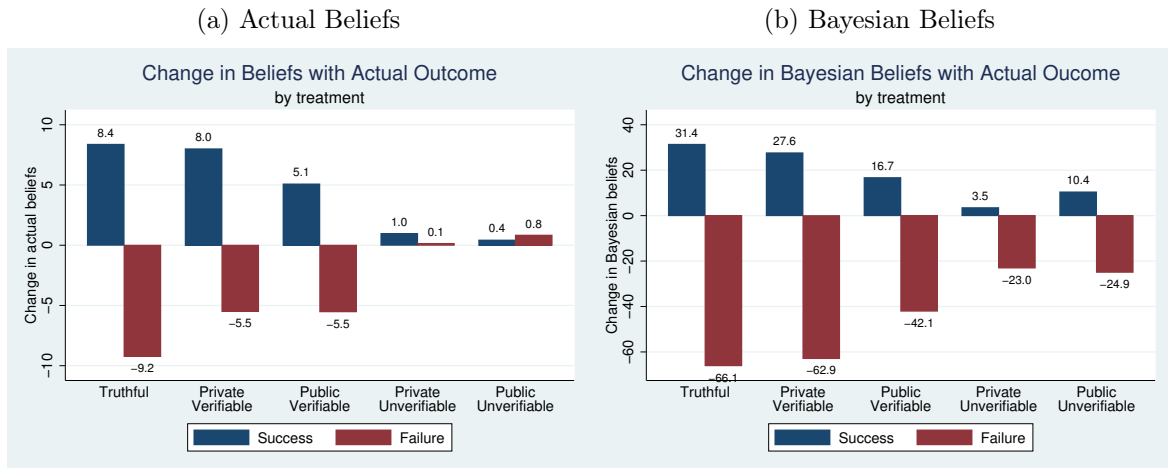 (a) Actual Beliefs
Change in Beliefs with Actual Outcome
by treatment
Change in actual beliefs
10
5
0
−5
−10
8.4
−9.2
8.0
−5.5
5.1
−5.5
1.0
0.1
0.4
0.8
Truthful
Private
Verifiable
Public
Verifiable
Private
Unverifiable
Public
Unverifiable
Success
Failure
(b) Bayesian Beliefs
Change in Bayesian Beliefs with Actual Oucome
by treatment
Change in Bayesian beliefs
40
20
0
−20
−40
−60
31.4
−66.1
27.6
−62.9
16.7
−42.1
3.5
−23.0
10.4
−24.9
Truthful
Private
Verifiable
Public
Verifiable
Private
Unverifiable
Public
Unverifiable
Success
Failure